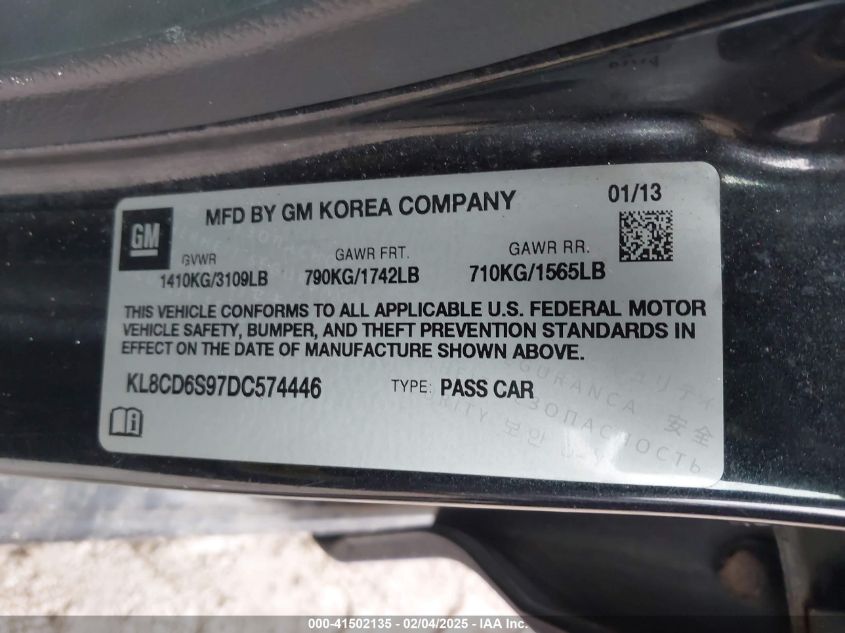 MFD BY GM KOREA COMPANY 01/13
GM
GVWR GAWR FRT. GAWR RR.
1410KG/3109LB 790KG/1742LB 710KG/1565LB
THIS VEHICLE CONFORMS TO ALL APPLICABLE U.S. FEDERAL MOTOR
VEHICLE SAFETY, BUMPER, AND THEFT PREVENTION STANDARDS IN
EFFECT ON THE DATE OF MANUFACTURE SHOWN ABOVE.
KL8CD6S97DC574446 TYPE: PASS CAR
安全
000-41502135 - 02/04/2025 - IAA Inc.